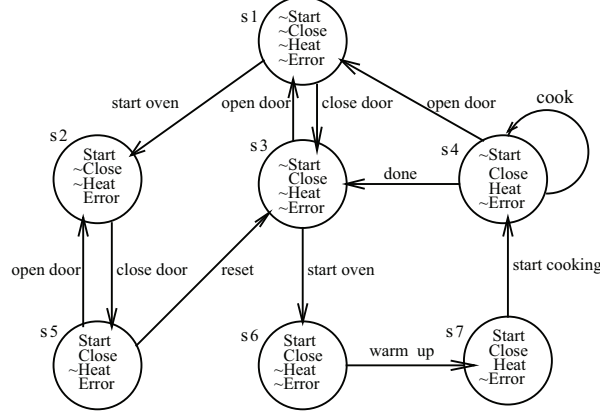 s1
~Start
~Close
~Heat
~Error
start oven
open door
close door
open door
cook
s2
Start
~Close
~Heat
Error
s3
~Start
Close
~Heat
~Error
done
s4
~Start
Close
Heat
~Error
open door
close door
reset
start oven
start cooking
s5
Start
Close
~Heat
Error
s6
Start
Close
~Heat
~Error
warm up
s7
Start
Close
Heat
~Error